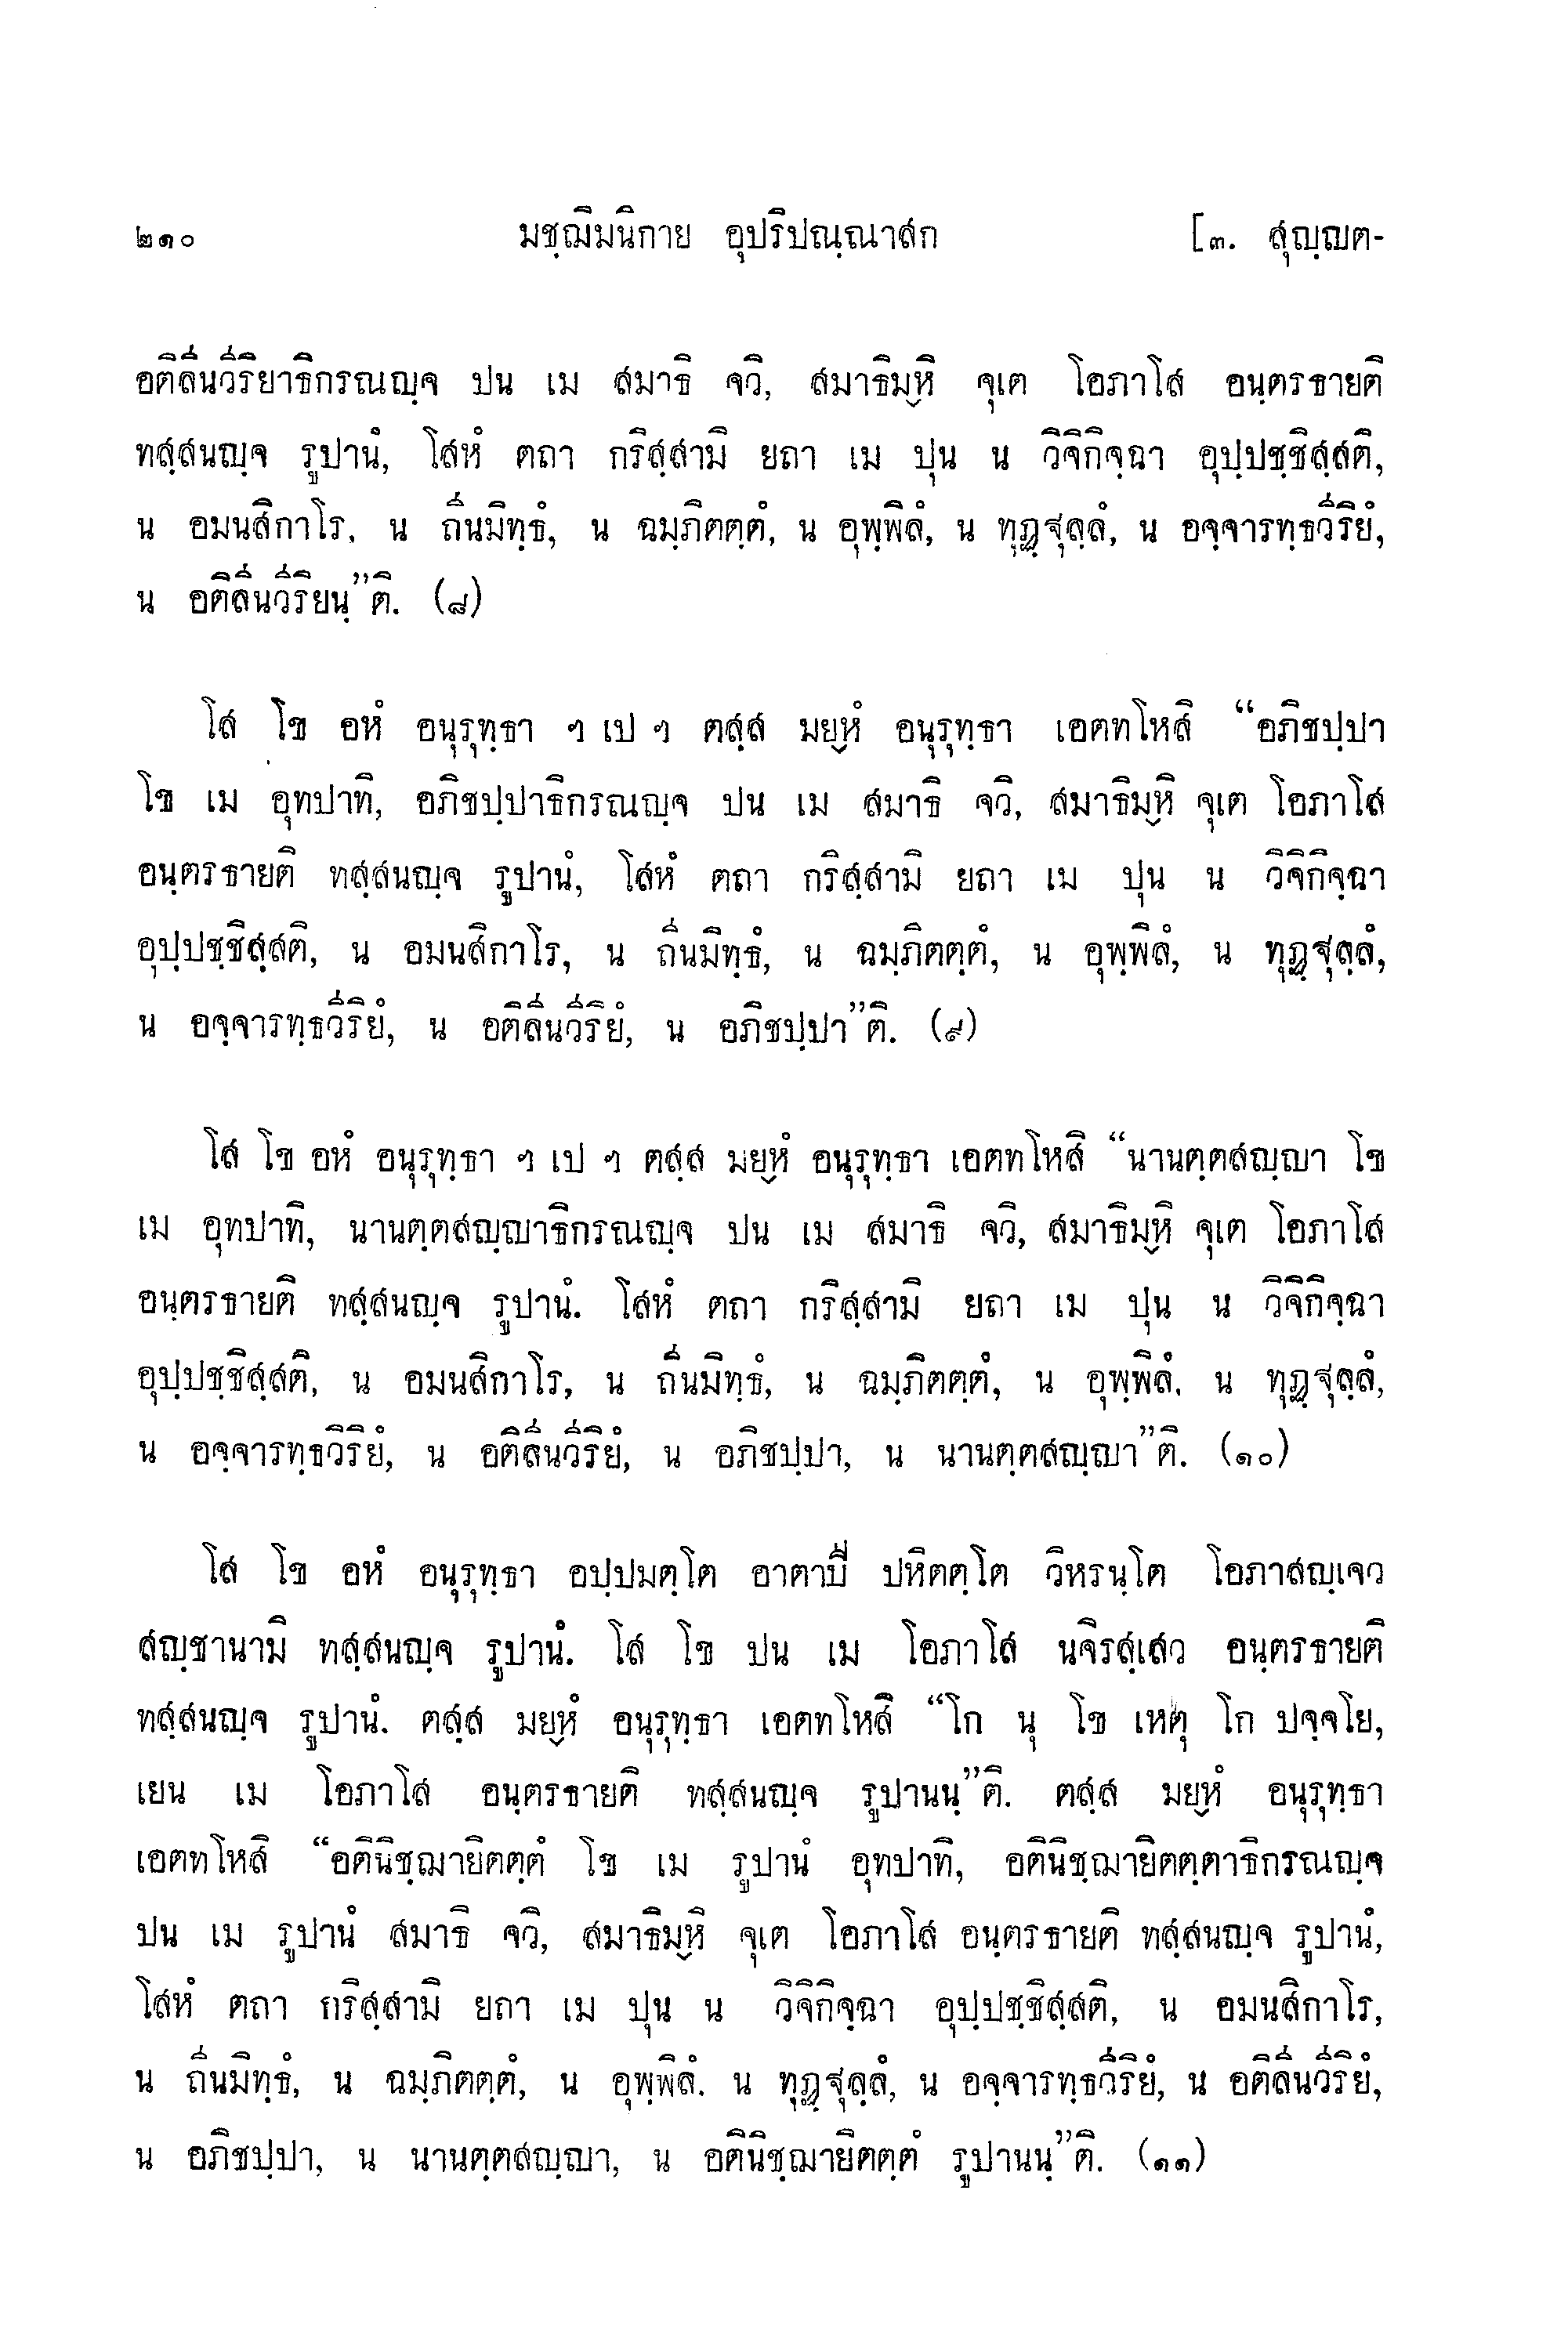 ๒๑๐ มชฺฌิมนิกาย อุปริปณฺณาสก [๓. สุญฺญต-
อติลีนวีริยาธิกรณญฺจ ปน เม สมาธิ จวิ, สมาธิมฺหิ จุเต โอภาโส อนฺตรธายติ
ทสฺสนญฺจ รูปานํ, โสหํ ตถา กริสฺสามิ ยถา เม ปุน น วิจิกิจฺฉา อุปฺปชฺชิสฺสติ,
น อมนสิกาโร, น ถีนมิทฺธํ, น ฉมฺภิตตฺตํ, น อุพฺพิลํ, น ทุฏฺฐุลฺลํ, น อจฺจารทฺธวีริยํ,
น อติลีนวีริยนฺ”ติ. (๘)
โส โข อหํ อนุรุทฺธา ฯ เป ฯ ตสฺส มยฺหํ อนุรุทฺธา เอตทโหสิ “อภิชปฺปา
โข เม อุทปาทิ, อภิชปฺปาธิกรณญฺจ ปน เม สมาธิ จวิ, สมาธิมฺหิ จุเต โอภาโส
อนฺตรธายติ ทสฺสนญฺจ รูปานํ, โสหํ ตถา กริสฺสามิ ยถา เม ปุน น วิจิกิจฺฉา
อุปฺปชฺชิสฺสติ, น อมนสิกาโร, น ถีนมิทฺธํ, น ฉมฺภิตตฺตํ, น อุพฺพิลํ, น ทุฏฺฐุลฺลํ,
น อจฺจารทฺธวีริยํ, น อติลีนวีริยํ, น อภิชปฺปา”ติ. (๙)
โส โข อหํ อนุรุทฺธา ฯ เป ฯ ตสฺส มยฺหํ อนุรุทฺธา เอตทโหสิ “นานตฺตสญฺญา โข
เม อุทปาทิ, นานตฺตสญฺญาธิกรณญฺจ ปน เม สมาธิ จวิ, สมาธิมฺหิ จุเต โอภาโส
อนฺตรธายติ ทสฺสนญฺจ รูปานํ. โสหํ ตถา กริสฺสามิ ยถา เม ปุน น วิจิกิจฺฉา
อุปฺปชฺชิสฺสติ, น อมนสิกาโร, น ถีนมิทฺธํ, น ฉมฺภิตตฺตํ, น อุพฺพิลํ. น ทุฏฺฐุลฺลํ,
น อจฺจารทฺธวิริยํ, น อติลีนวีริยํ, น อภิชปฺปา, น นานตฺตสญฺญา”ติ. (๑๐)
โส โข อหํ อนุรุทฺธา อปฺปมตฺโต อาตาปี ปหิตตฺโต วิหรนฺโต โอภาสญฺเจว
สญฺชานามิ ทสฺสนญฺจ รูปานํ. โส โข ปน เม โอภาโส นจิรสฺเสว อนฺตรธายติ
ทสฺสนญฺจ รูปานํ. ตสฺส มยฺหํ อนุรุทฺธา เอตทโหสิ “โก นุ โข เหตุ โก ปจฺจโย,
เยน เม โอภาโส อนฺตรธายติ ทสฺสนญฺจ รูปานนฺ”ติ. ตสฺส มยฺหํ อนุรุทฺธา
เอตทโหสิ “อตินิชฺฌายิตตฺตํ โข เม รูปานํ อุทปาทิ, อตินิชฺฌายิตตฺตาธิกรณญฺจ
ปน เม รูปานํ สมาธิ จวิ, สมาธิมฺหิ จุเต โอภาโส อนฺตรธายติ ทสฺสนญฺจ รูปานํ,
โสหํ ตถา กริสฺสามิ ยถา เม ปุน น วิจิกิจฺฉา อุปฺปชฺชิสฺสติ, น อมนสิกาโร,
น ถีนมิทฺธํ, น ฉมฺภิตตฺตํ, น อุพฺพิลํ. น ทุฏฺฐุลฺลํ, น อจฺจารทฺธวีริยํ, น อติลีนวีริยํ,
น อภิชปฺปา, น นานตฺตสญฺญา, น อตินิชฺฌายิตตฺตํ รูปานนฺ”ติ. (๑๑)